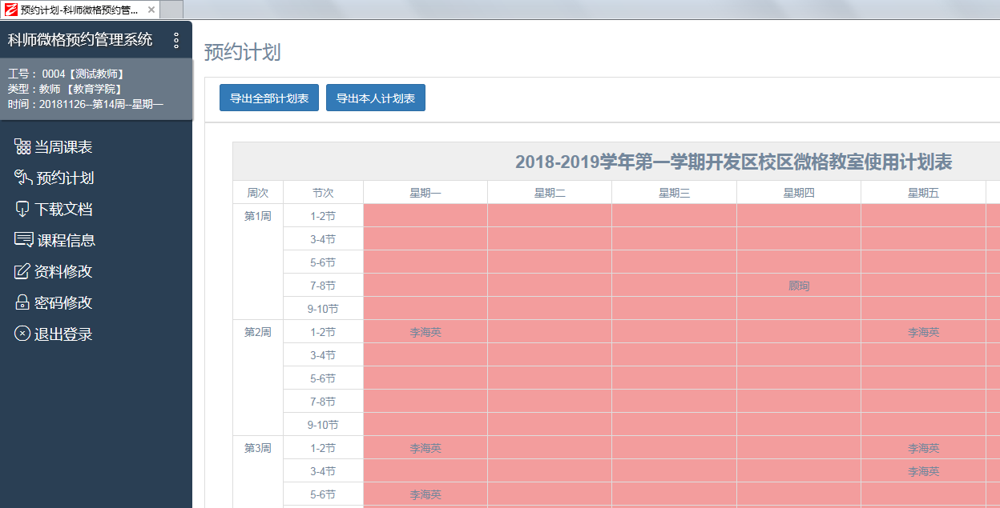 预约计划-科师微格预约管...
科师微格预约管理系统
工号： 0004【测试教师】
类型：教师 【教育学院】
时间：20181126--第14周--星期一
当周课表
预约计划
下载文档
课程信息
资料修改
密码修改
退出登录
预约计划
导出全部计划表 导出本人计划表
2018-2019学年第一学期开发区校区微格教室使用计划表
周次 节次 星期一 星期二 星期三 星期四 星期五
第1周 1-2节
3-4节
5-6节
7-8节 顾珣
9-10节
第2周 1-2节 李海英 李海英
3-4节
5-6节
7-8节
9-10节
第3周 1-2节 李海英 李海英
3-4节 李海英
5-6节 李海英